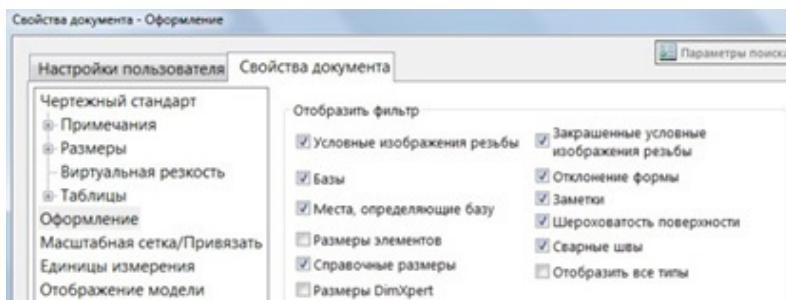 Свойства документа - Оформление
Параметры поиска
Настройки пользователя
Свойства документа
Чертежный стандарт
Примечания
Размеры
Виртуальная резкость
Таблицы
Оформление
Масштабная сетка/Привязать
Единицы измерения
Отображение модели
Отобразить фильтр
Условные изображения резьбы
Базы
Места, определяющие базу
Размеры элементов
Справочные размеры
Размеры DimXpert
Закрашенные условные
изображения резьбы
Отклонение формы
Заметки
Шероховатость поверхности
Сварные швы
Отобразить все типы